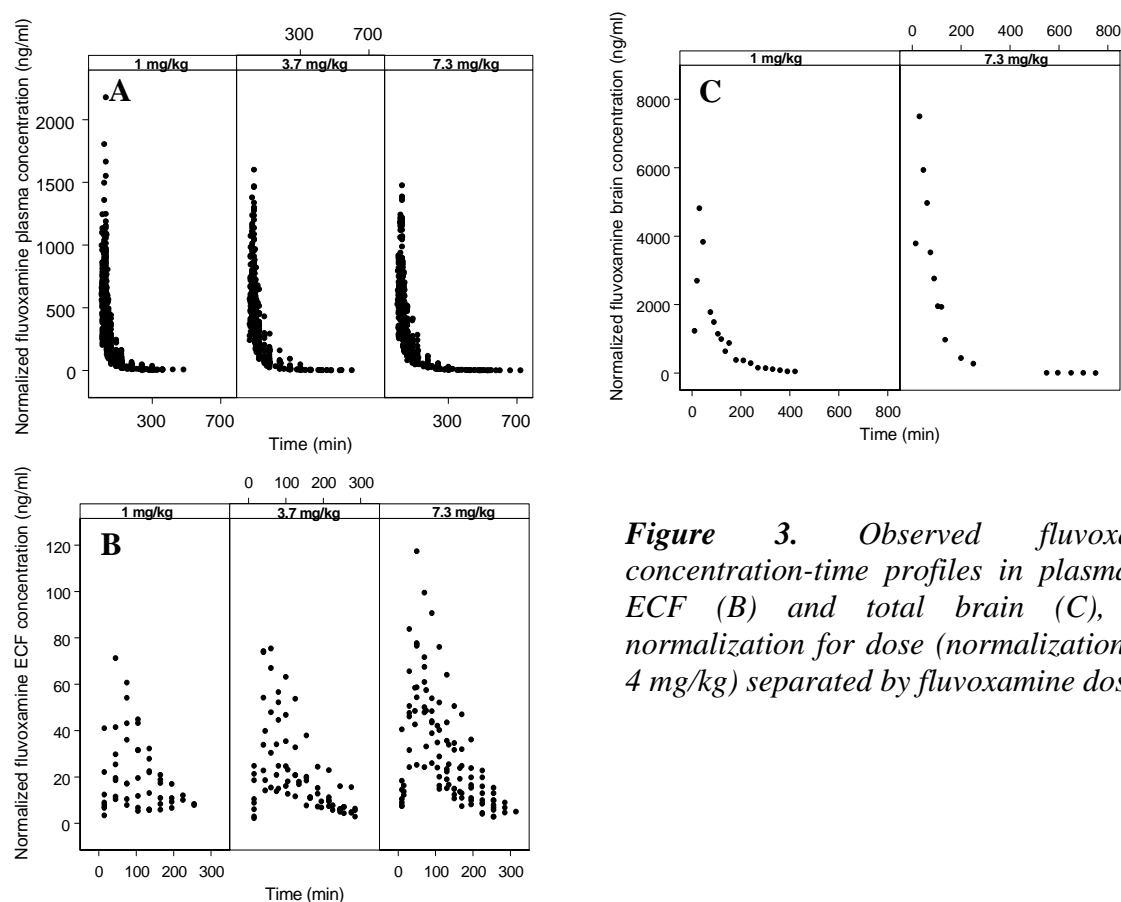 300 700
1 mg/kg 3.7 mg/kg 7.3 mg/kg
A
Normalized fluvoxamine plasma concentration (ng/ml)
2000
1500
1000
500
0
300 700 300 700
Time (min)
0 200 400 600 800
1 mg/kg 7.3 mg/kg
C
Normalized fluvoxamine brain concentration (ng/ml)
8000
6000
4000
2000
0
0 200 400 600 800
Time (min)
0 100 200 300
1 mg/kg 3.7 mg/kg 7.3 mg/kg
B
Normalized fluvoxamine ECF concentration (ng/ml)
120
100
80
60
40
20
0
0 100 200 300 0 100 200 300
Time (min)
Figure 3. Observed fluvoxa
concentration-time profiles in plasma
ECF (B) and total brain (C),
normalization for dose (normalization
4 mg/kg) separated by fluvoxamine dos